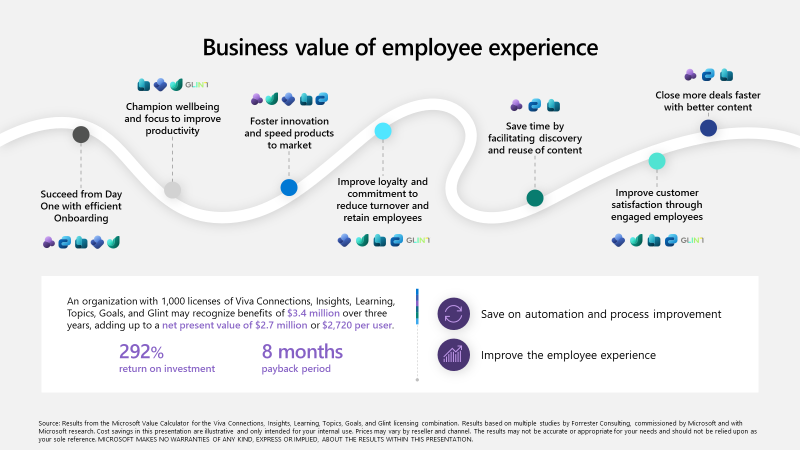 Business value of employee experience
GLINT
Champion wellbeing
and focus to improve
productivity
Foster innovation
and speed products
to market
Save time by
facilitating discovery
and reuse of content
Close more deals faster
with better content
Succeed from Day
One with efficient
Onboarding
Improve loyalty and
commitment to
reduce turnover and
retain employees
GLINT
Improve customer
satisfaction through
engaged employees
GLINT
An organization with 1,000 licenses of Viva Connections, Insights, Learning,
Topics, Goals, and Glint may recognize benefits of $3.4 million over three
years, adding up to a net present value of $2.7 million or $2,720 per user.
292%
return on investment
8 months
payback period
Save on automation and process improvement
Improve the employee experience
Source: Results from the Microsoft Value Calculator for the Viva Connections, Insights, Learning, Topics, Goals, and Glint licensing combination. Results based on multiple studies by Forrester Consulting, commissioned by Microsoft and with
Microsoft research. Cost savings in this presentation are illustrative and only intended for your internal use. Prices may vary by reseller and channel. The results may not be accurate or appropriate for your needs and should not be relied upon as
your sole reference. MICROSOFT MAKES NO WARRANTIES OF ANY KIND, EXPRESS OR IMPLIED, ABOUT THE RESULTS WITHIN THIS PRESENTATION.